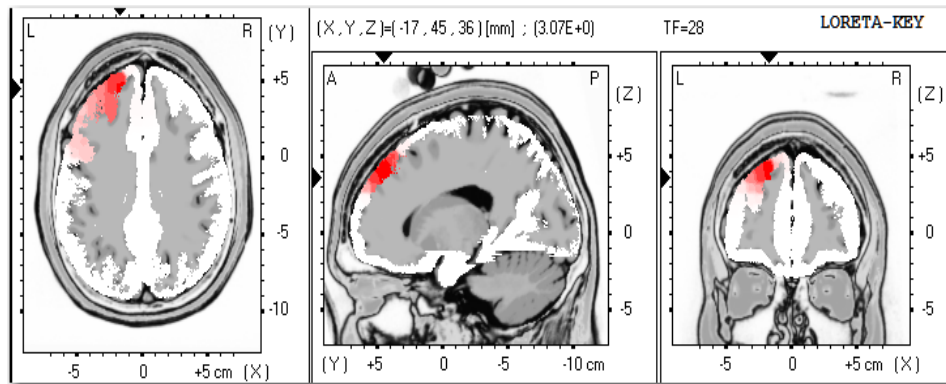 (X, Y, Z)=(-17, 45, 36) [mm] ; (3.07E+0) TF=28 LORETA-KEY
L R (Y)
+5
0
-5
-10
-5 0 +5 cm (X)
A P (Z)
+5
0
-5
(Y) +5 0 -5 -10 cm
L R (Z)
+5
0
-5
-5 0 +5 cm (X)